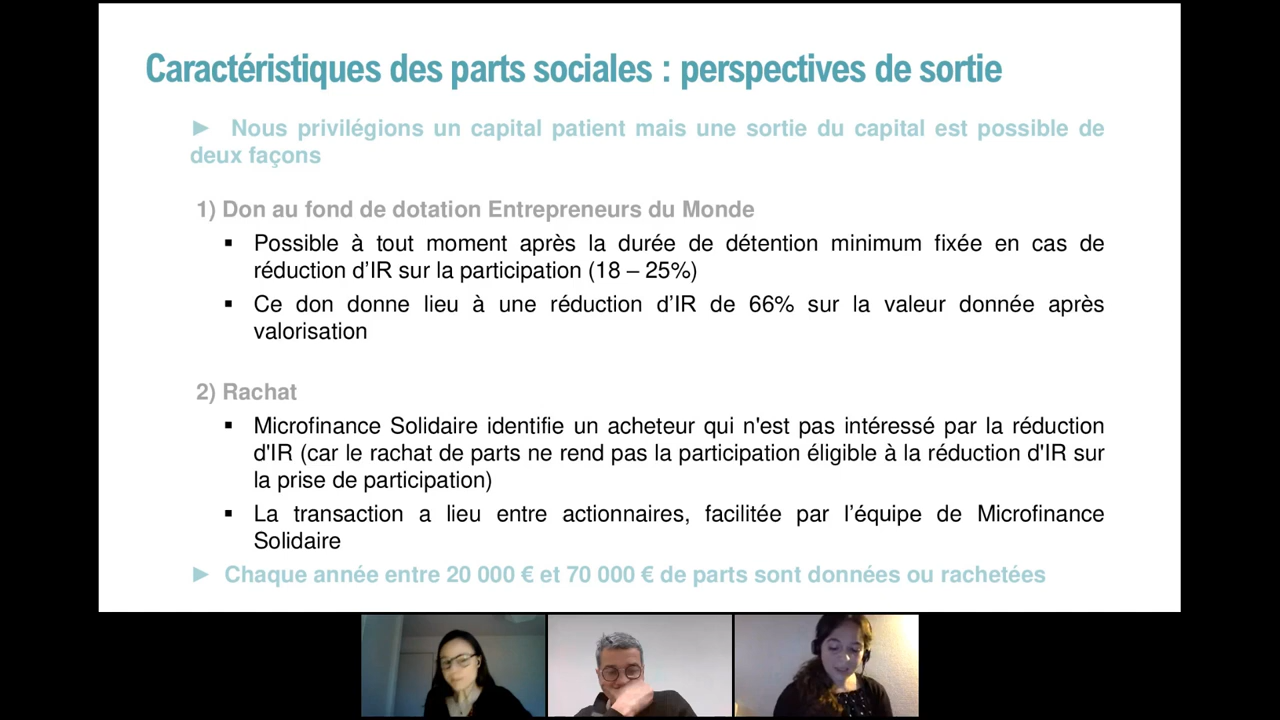 Caractéristiques des parts sociales : perspectives de sortie
► Nous privilégions un capital patient mais une sortie du capital est possible de
deux façons
1) Don au fond de dotation Entrepreneurs du Monde
▪ Possible à tout moment après la durée de détention minimum fixée en cas de
réduction d’IR sur la participation (18 – 25%)
▪ Ce don donne lieu à une réduction d’IR de 66% sur la valeur donnée après
valorisation
2) Rachat
▪ Microfinance Solidaire identifie un acheteur qui n'est pas intéressé par la réduction
d'IR (car le rachat de parts ne rend pas la participation éligible à la réduction d'IR sur
la prise de participation)
▪ La transaction a lieu entre actionnaires, facilitée par l’équipe de Microfinance
Solidaire
► Chaque année entre 20 000 € et 70 000 € de parts sont données ou rachetées